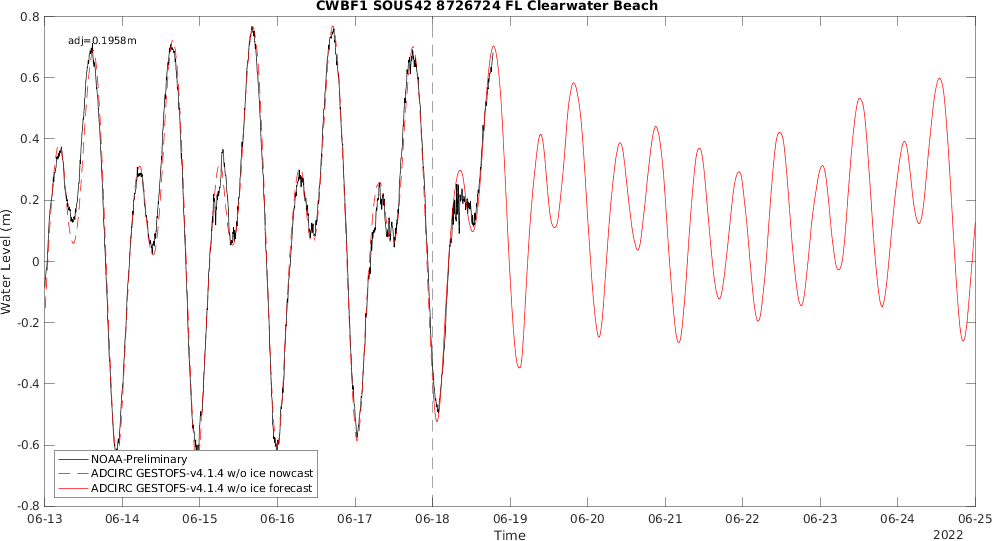 CWBF1 SOUS42 8726724 FL Clearwater Beach
adj=0.1958m
Water Level (m)
0.8
0.6
0.4
0.2
0
-0.2
-0.4
-0.6
-0.8
NOAA-Preliminary
ADCIRC GESTOFS-v4.1.4 w/o ice nowcast
ADCIRC GESTOFS-v4.1.4 w/o ice forecast
06-13 06-14 06-15 06-16 06-17 06-18 06-19 06-20 06-21 06-22 06-23 06-24 06-25
Time
2022